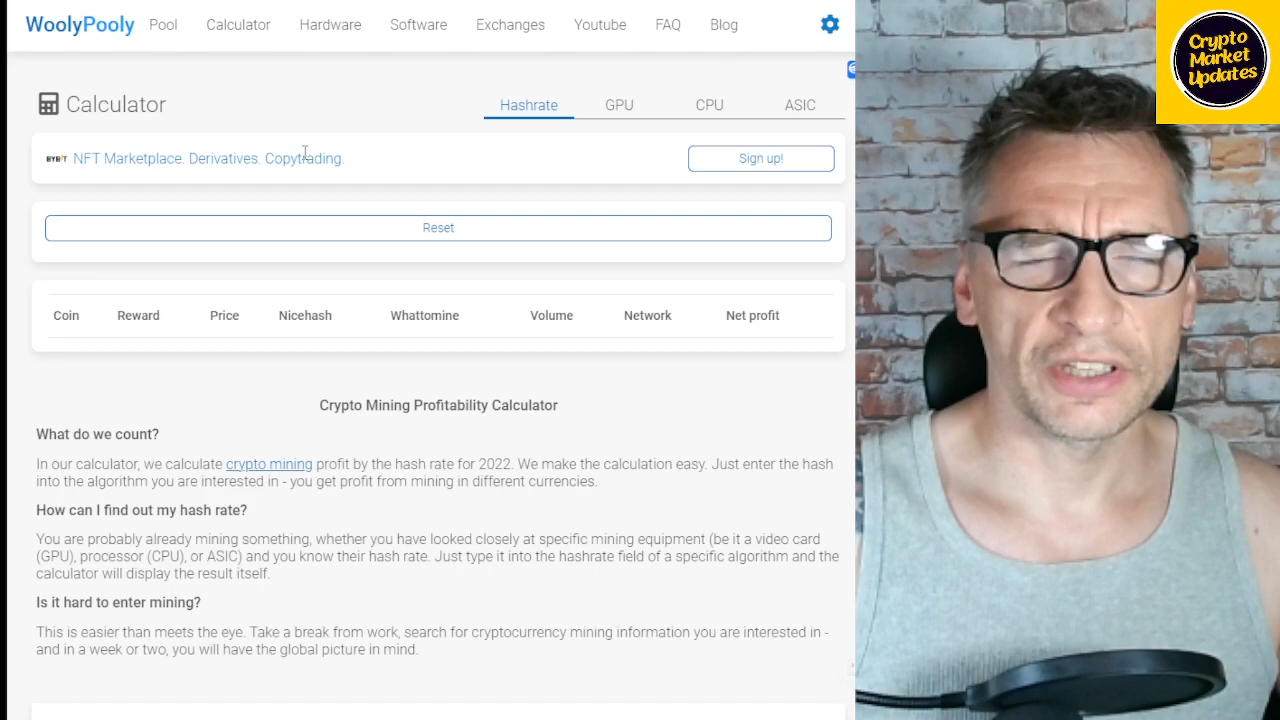 WoolyPooly Pool Calculator Hardware Software Exchanges Youtube FAQ Blog
Crypto
Market
Updates
Calculator Hashrate GPU CPU ASIC
BYBIT NFT Marketplace. Derivatives. Copytrading. Sign up!
Reset
Coin Reward Price Nicehash Whattomine Volume Network Net profit
Crypto Mining Profitability Calculator
What do we count?
In our calculator, we calculate crypto mining profit by the hash rate for 2022. We make the calculation easy. Just enter the hash
into the algorithm you are interested in - you get profit from mining in different currencies.
How can I find out my hash rate?
You are probably already mining something, whether you have looked closely at specific mining equipment (be it a video card
(GPU), processor (CPU), or ASIC) and you know their hash rate. Just type it into the hashrate field of a specific algorithm and the
calculator will display the result itself.
Is it hard to enter mining?
This is easier than meets the eye. Take a break from work, search for cryptocurrency mining information you are interested in -
and in a week or two, you will have the global picture in mind.